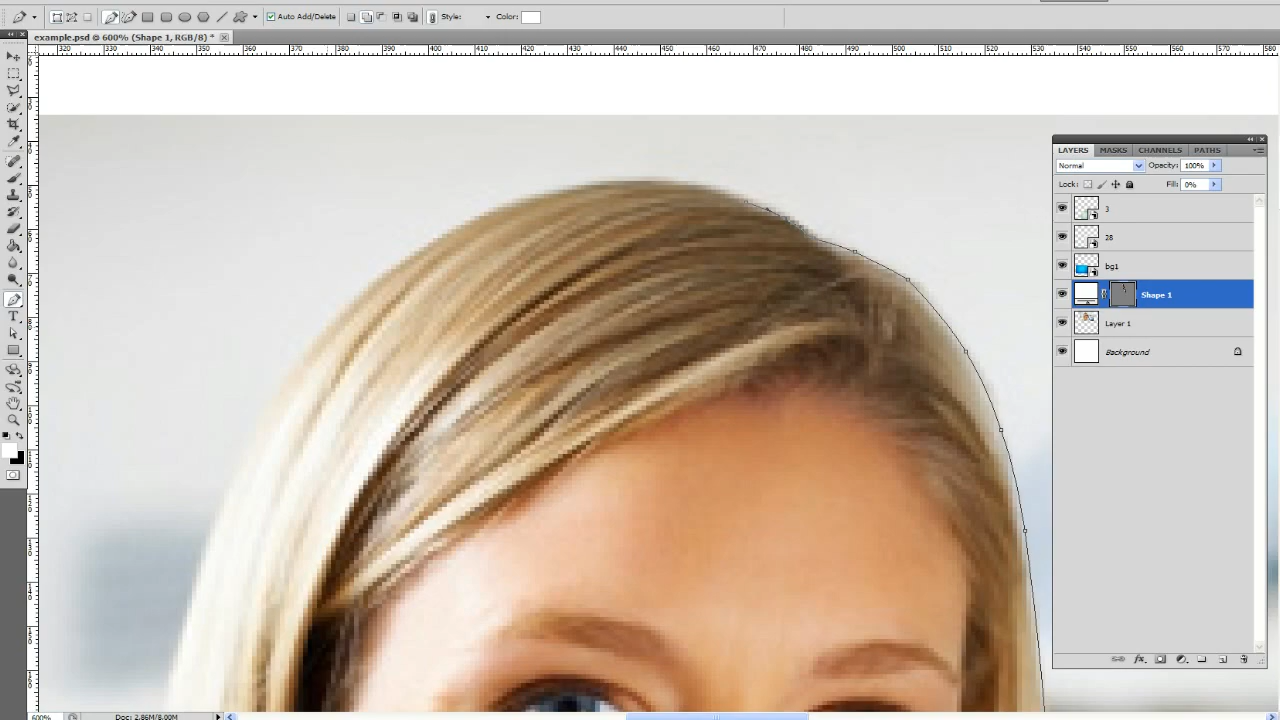 Auto Add/Delete
Style:
Color:
example.psd @ 600% (Shape 1, RGB/8) *
320 330 340 350 360 370 380 390 400 410 420 430 440 450 460 470 480 490 500 510 520 530 540 550 560 570 580
LAYERS MASKS CHANNELS PATHS
Normal Opacity: 100%
Lock: Fill: 0%
3
28
bg1
Shape 1
Layer 1
Background
fx
600% Doc: 2.86M/8.00M